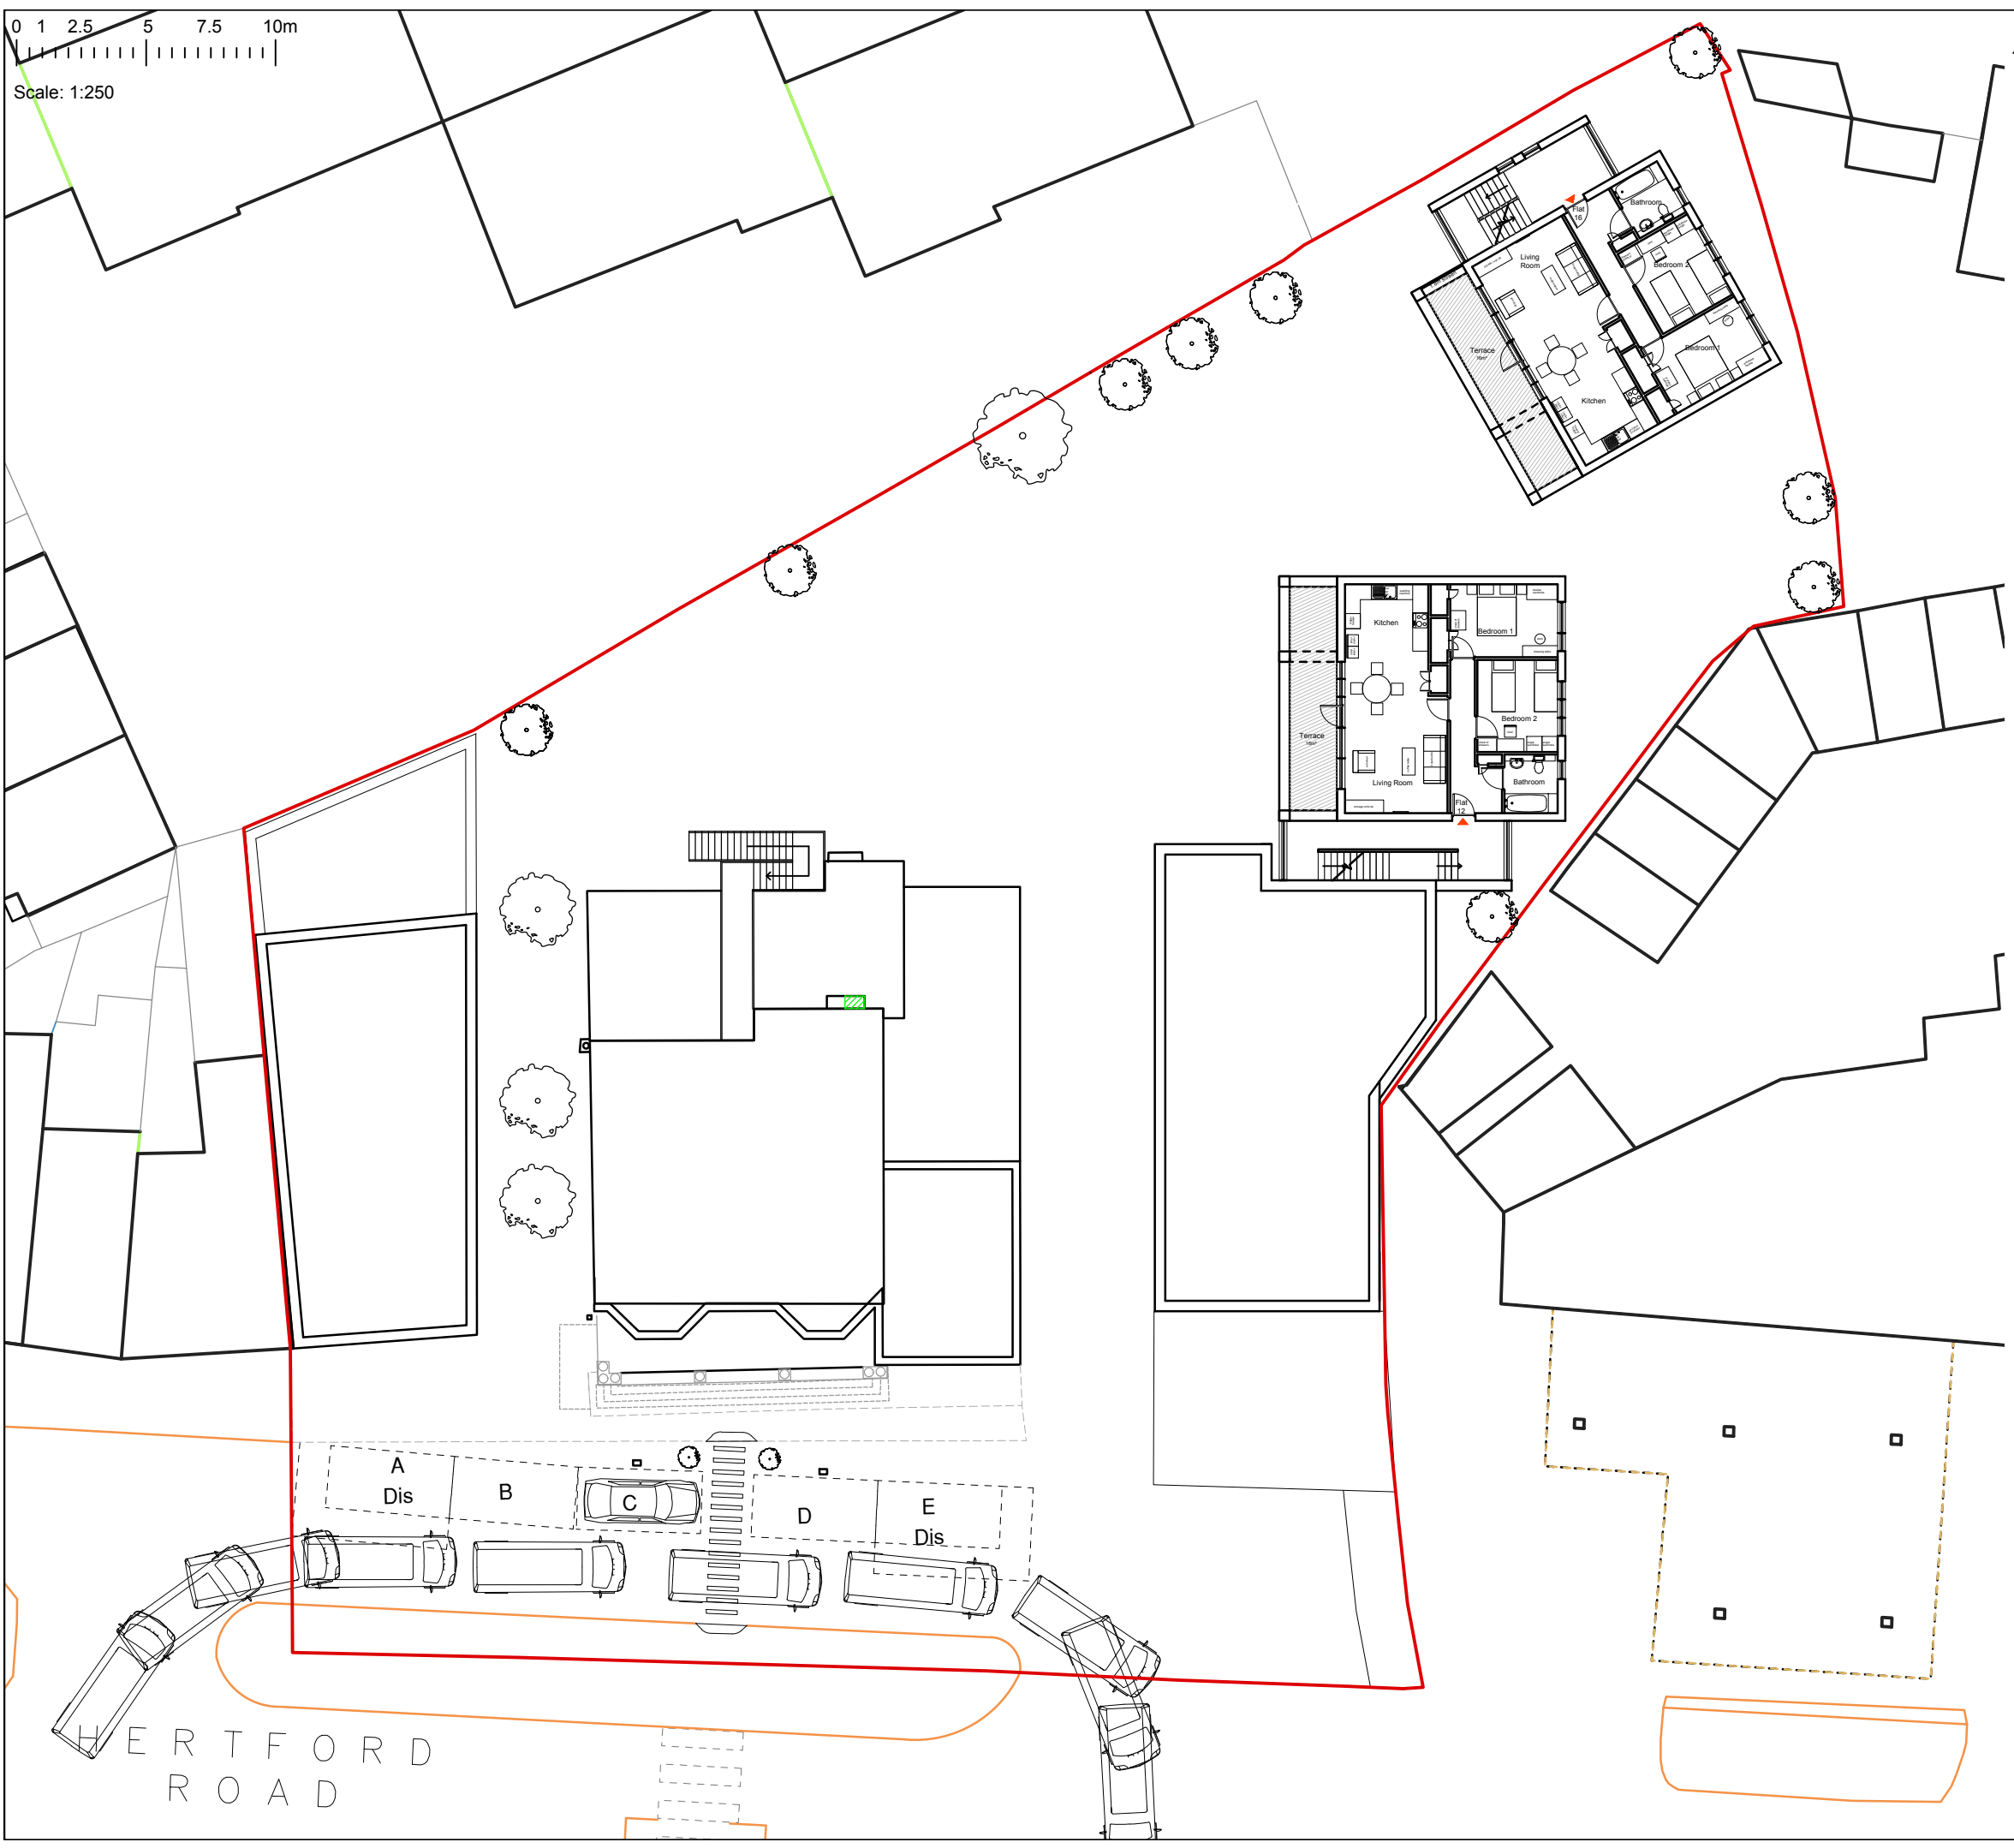 0 1 2.5 5 7.5 10m
Scale: 1:250
Flat
16
Bathroom
Living
Room
Bedroom 2
Terrace
Bedroom 1
Kitchen
Kitchen
Bedroom 1
Bedroom 2
Terrace
Living Room
Bathroom
Flat
12
A
Dis
B
C
D
E
Dis
HERTFORD
ROAD